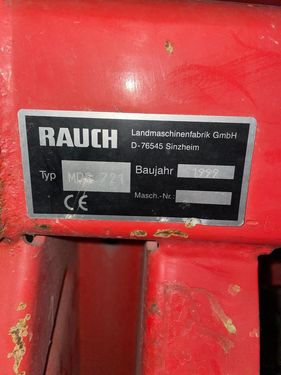 RAUCH Landmaschinenfabrik GmbH
D-76545 Sinzheim
Typ MDS 721 Baujahr 1999
CE Masch.-Nr.: